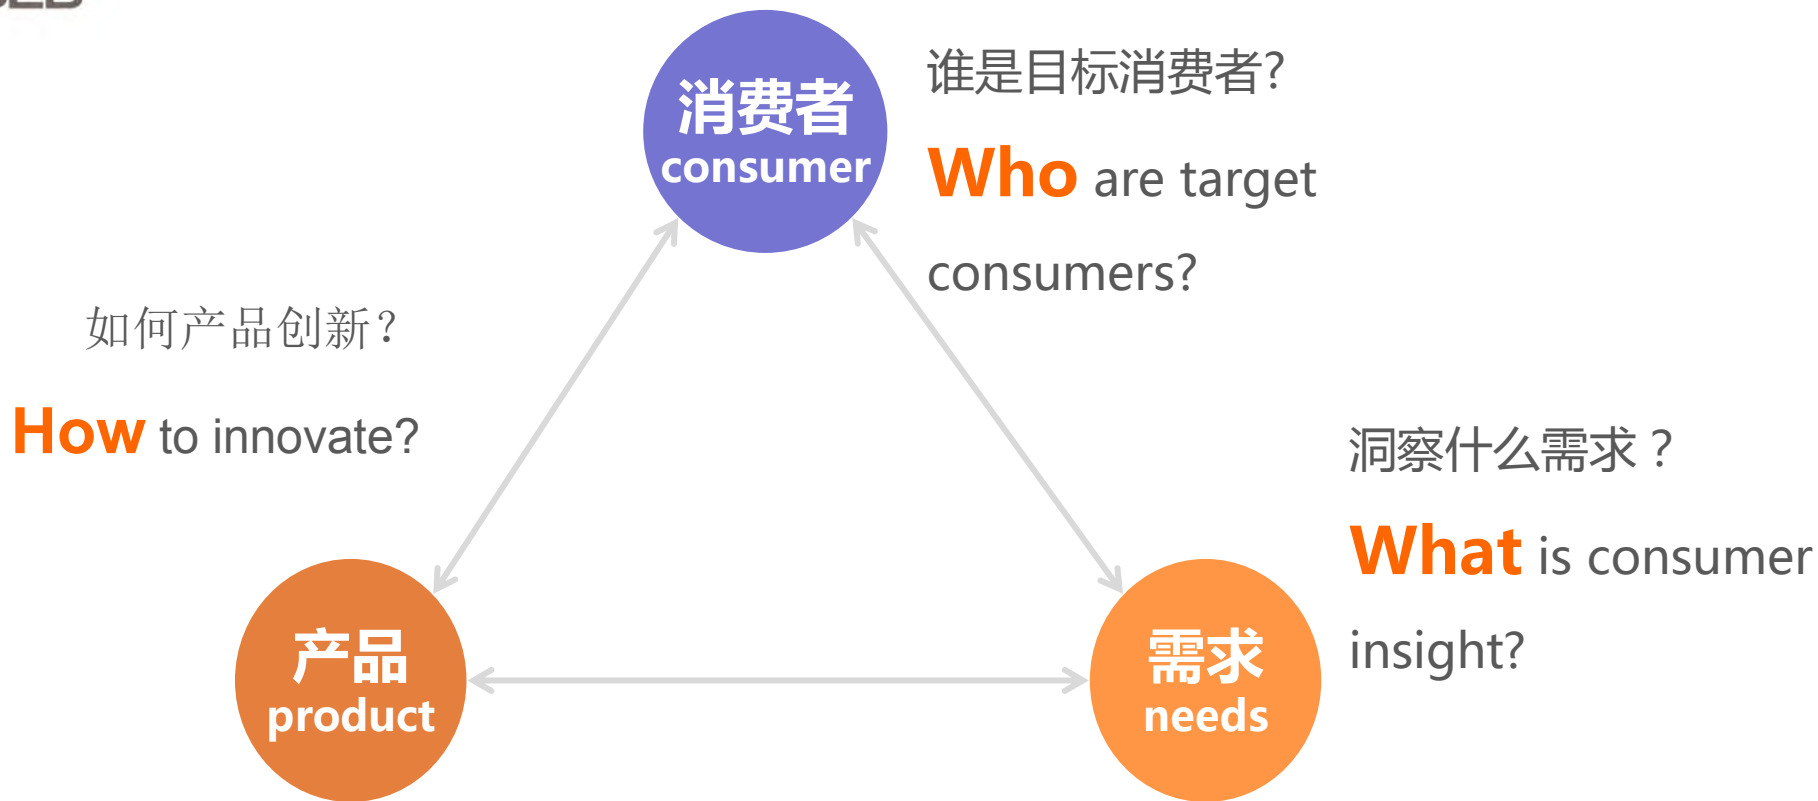 消费者
consumer
谁是目标消费者?
Who are target
consumers?
如何产品创新？
How to innovate?
洞察什么需求？
What is consumer
insight?
产品
product
需求
needs